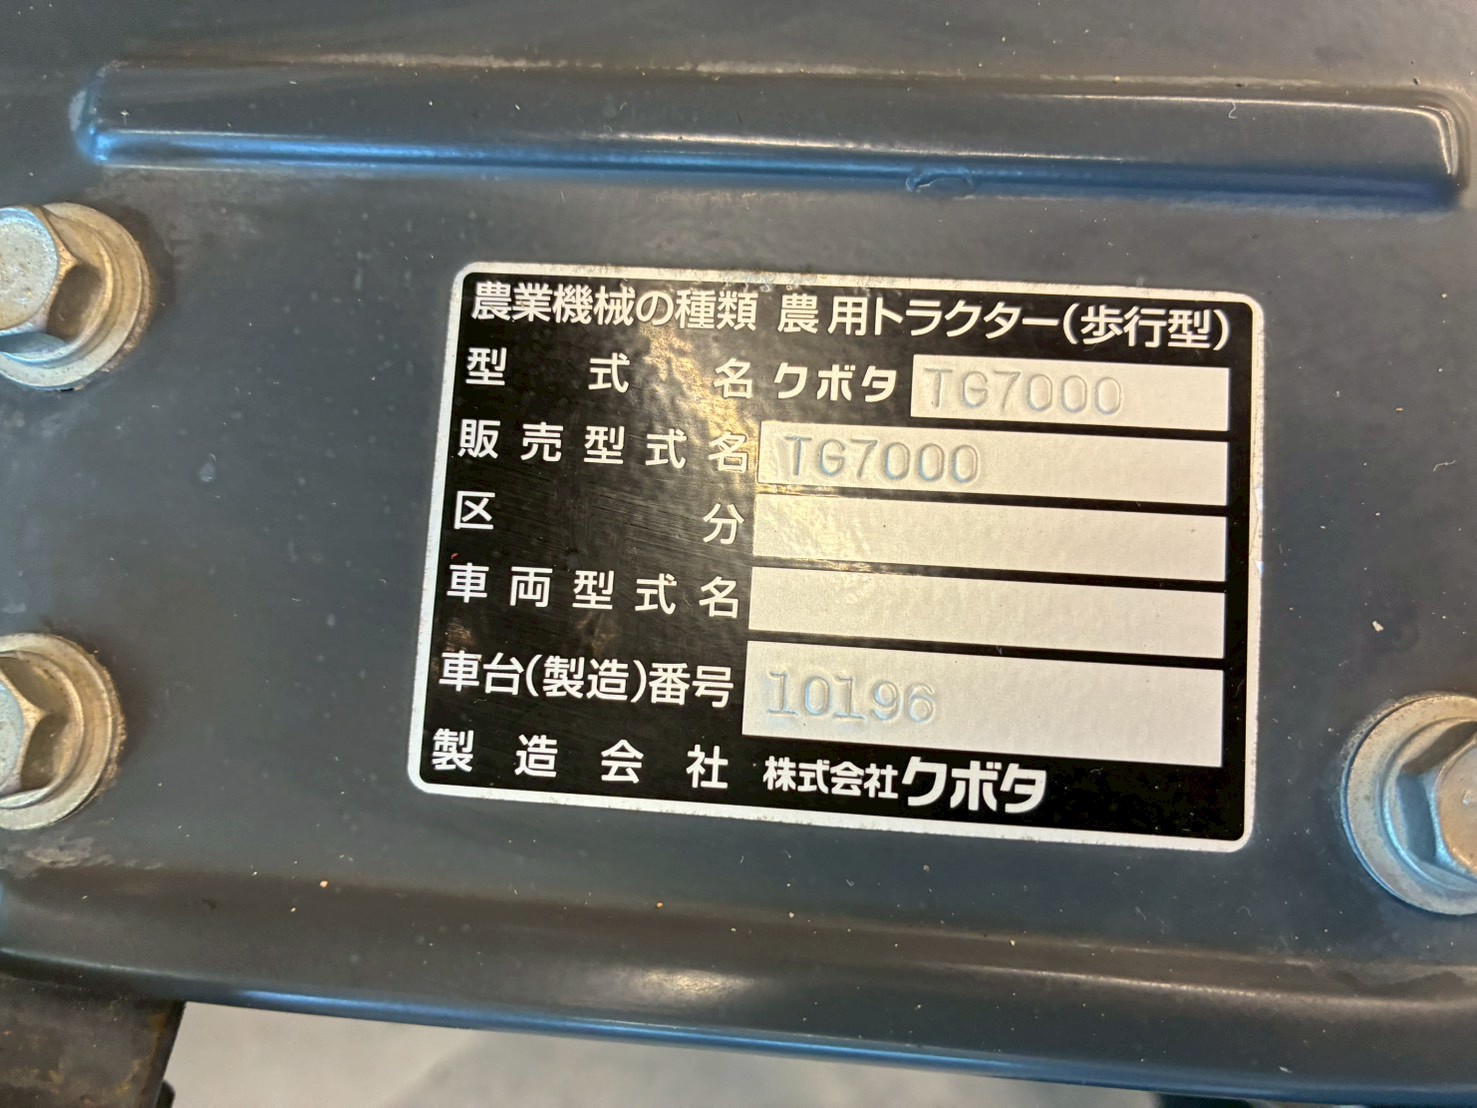 農業機械の種類 農用トラクター(歩行型)
型式名 クボタ TG7000
販売型式名 TG7000
区分
車両型式名
車台(製造)番号 10196
製造会社 株式会社クボタ